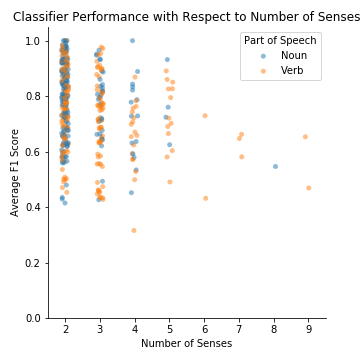 Classifier Performance with Respect to Number of Senses
Part of Speech
Noun
Verb
Average F1 Score
1.0
0.8
0.6
0.4
0.2
0.0
2 3 4 5 6 7 8 9
Number of Senses